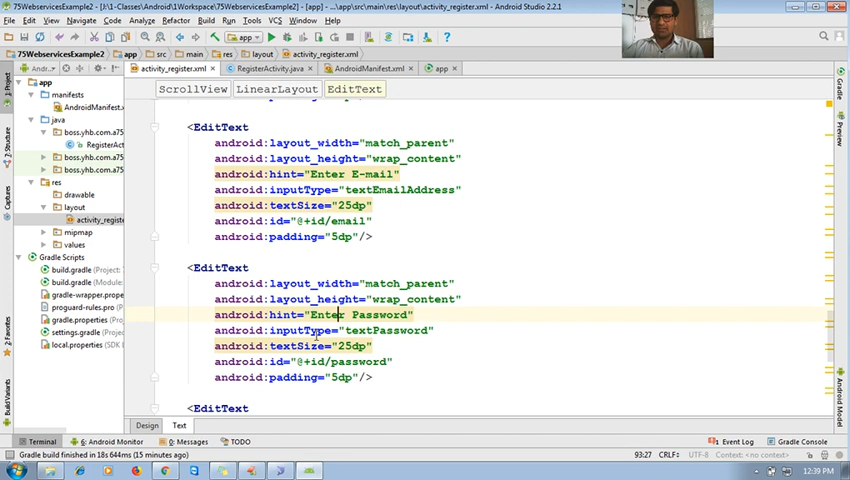 75WebservicesExample2 - [J:\1-Classes\Android\Backup\Work\75WebservicesExample2] - [app] - ...\app\src\main\res\layout\activity_register.xml - Android Studio 2.2.1
File Edit View Navigate Code Analyze Refactor Build Run Tools VCS Window Help
app
75WebservicesExample2 app src main res layout activity_register.xml
Android activity_register.xml RegisterActivity.java AndroidManifest.xml app
ScrollView LinearLayout EditText
app
manifests
AndroidManifest.x
java
boss.yhb.com.a75
RegisterAct
boss.yhb.com.a75
boss.yhb.com.a75
res
drawable
layout
activity_registe
mipmap
values
Gradle Scripts
build.gradle (Project:
build.gradle (Module:
gradle-wrapper.prope
proguard-rules.pro
gradle.properties
settings.gradle
local.properties
<EditText
android:layout_width="match_parent"
android:layout_height="wrap_content"
android:hint="Enter E-mail"
android:inputType="textEmailAddress"
android:textSize="25dp"
android:id="@+id/email"
android:padding="5dp"/>
<EditText
android:layout_width="match_parent"
android:layout_height="wrap_content"
android:hint="Enter Password"
android:inputType="textPassword"
android:textSize="25dp"
android:id="@+id/password"
android:padding="5dp"/>
<EditText
Design Text
1: Project
7: Structure
Captures
2: Favorites
Build Variants
Gradle
Preview
Android Model
Terminal 6: Android Monitor 0: Messages TODO 1 Event Log Gradle Console
Gradle build finished in 18s 644ms (15 minutes ago) 93:27 CRLF: UTF-8 Context: <no context>
12:39 PM